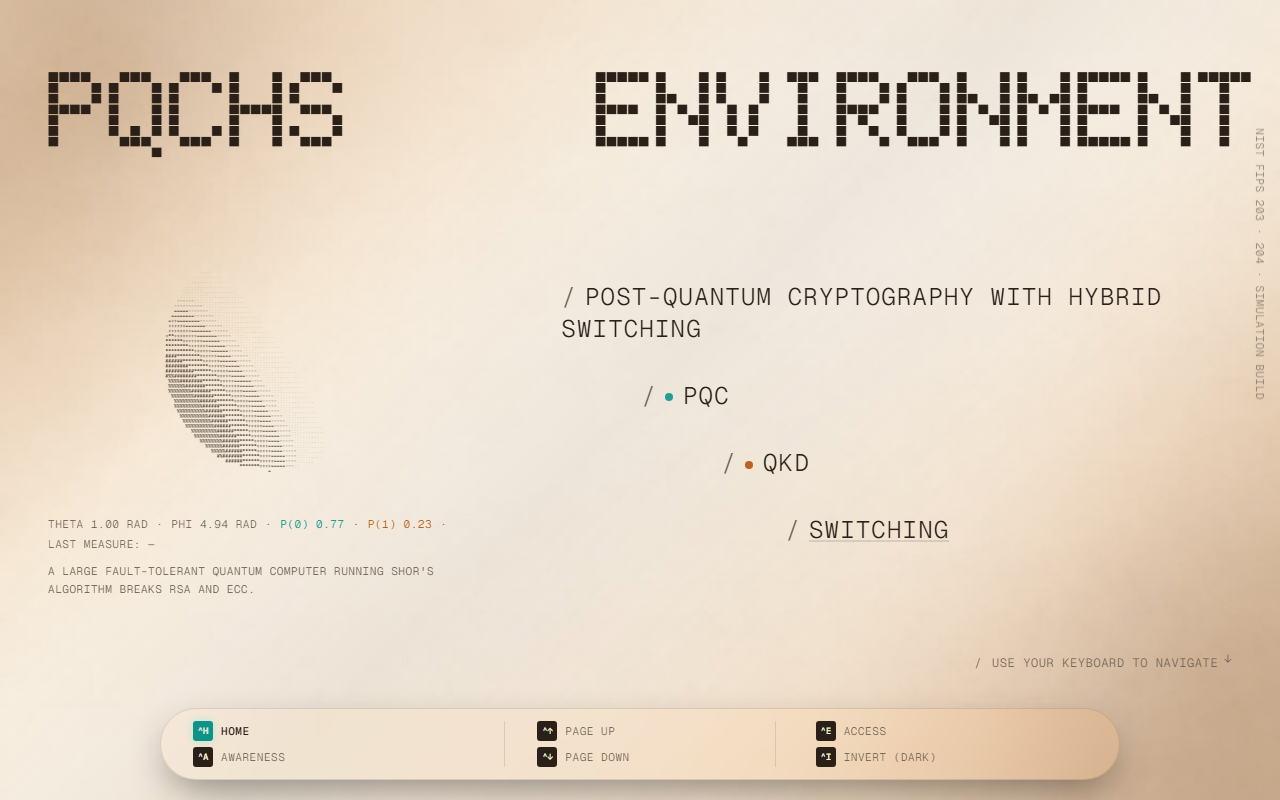 PQCHS ENVIRONMENT
NIST FIPS 203 · 204 · SIMULATION BUILD
/ POST-QUANTUM CRYPTOGRAPHY WITH HYBRID
SWITCHING
/ • PQC
/ • QKD
/ SWITCHING
THETA 1.00 RAD · PHI 4.94 RAD · P(0) 0.77 · P(1) 0.23 ·
LAST MEASURE: —
A LARGE FAULT-TOLERANT QUANTUM COMPUTER RUNNING SHOR'S
ALGORITHM BREAKS RSA AND ECC.
/ USE YOUR KEYBOARD TO NAVIGATE ↓
^H HOME
^A AWARENESS
^↑ PAGE UP
^↓ PAGE DOWN
^E ACCESS
^I INVERT (DARK)